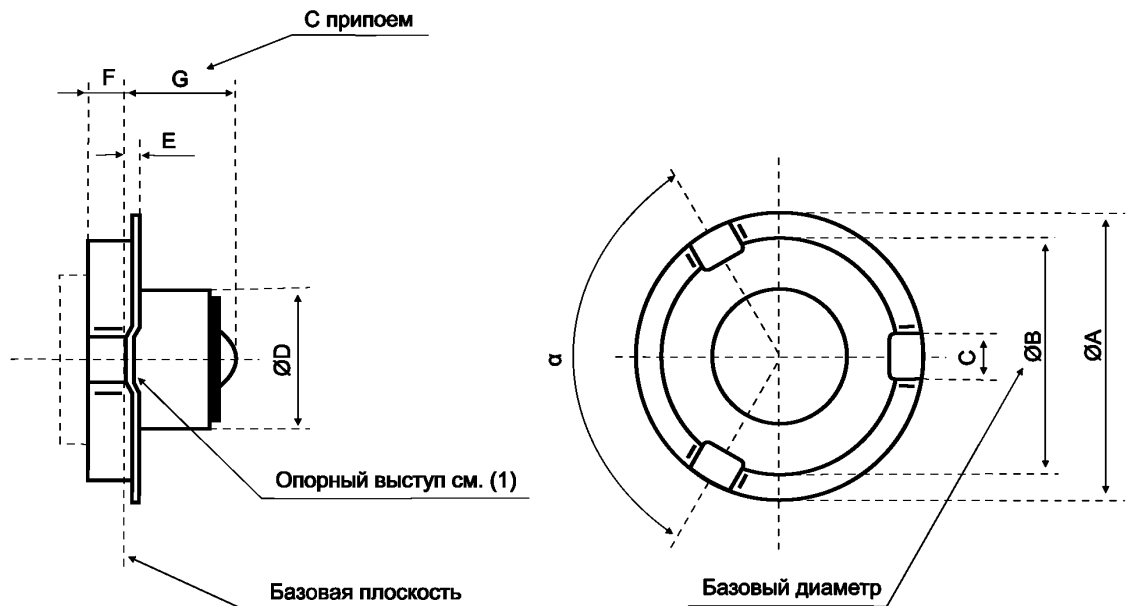 С припоем
F
G
E
ØD
α
C
ØB
ØA
Опорный выступ см. (1)
Базовая плоскость
Базовый диаметр